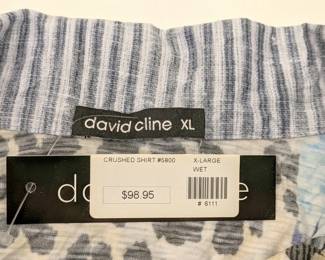 david cline XL
CRUSHED SHIRT #5800 X-LARGE
WET
$98.95
# 6111